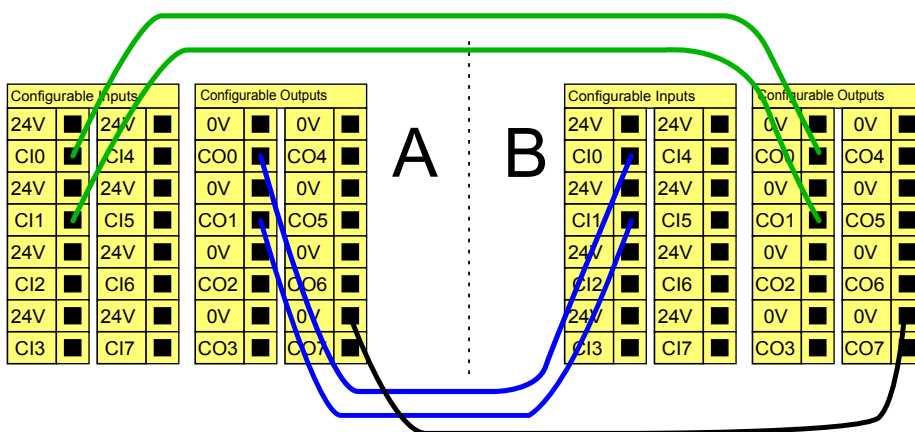 Configurable Inputs
24V 24V
CI0 CI4
24V 24V
CI1 CI5
24V 24V
CI2 CI6
24V 24V
CI3 CI7
Configurable Outputs
0V 0V
CO0 CO4
0V 0V
CO1 CO5
0V 0V
CO2 CO6
0V 0V
CO3 CO7
A
B
Configurable Inputs
24V 24V
CI0 CI4
24V 24V
CI1 CI5
24V 24V
CI2 CI6
24V 24V
CI3 CI7
Configurable Outputs
0V 0V
CO0 CO4
0V 0V
CO1 CO5
0V 0V
CO2 CO6
0V 0V
CO3 CO7